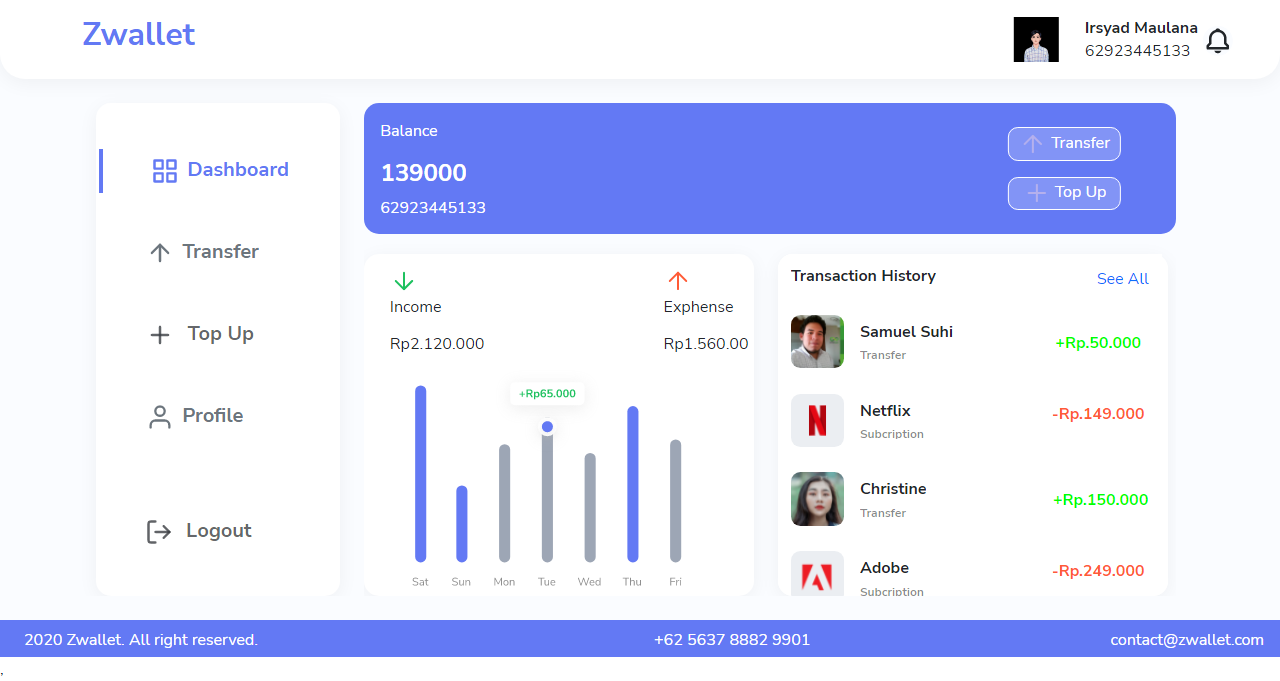 Zwallet
Irsyad Maulana
62923445133
Dashboard
Transfer
Top Up
Profile
Logout
Balance
139000
62923445133
Transfer
Top Up
Income
Rp2.120.000
Exphense
Rp1.560.00
+Rp65.000
Sat Sun Mon Tue Wed Thu Fri
Transaction History
See All
Samuel Suhi
Transfer
+Rp.50.000
Netflix
Subcription
-Rp.149.000
Christine
Transfer
+Rp.150.000
Adobe
Subcription
-Rp.249.000
2020 Zwallet. All right reserved.
+62 5637 8882 9901
contact@zwallet.com
,